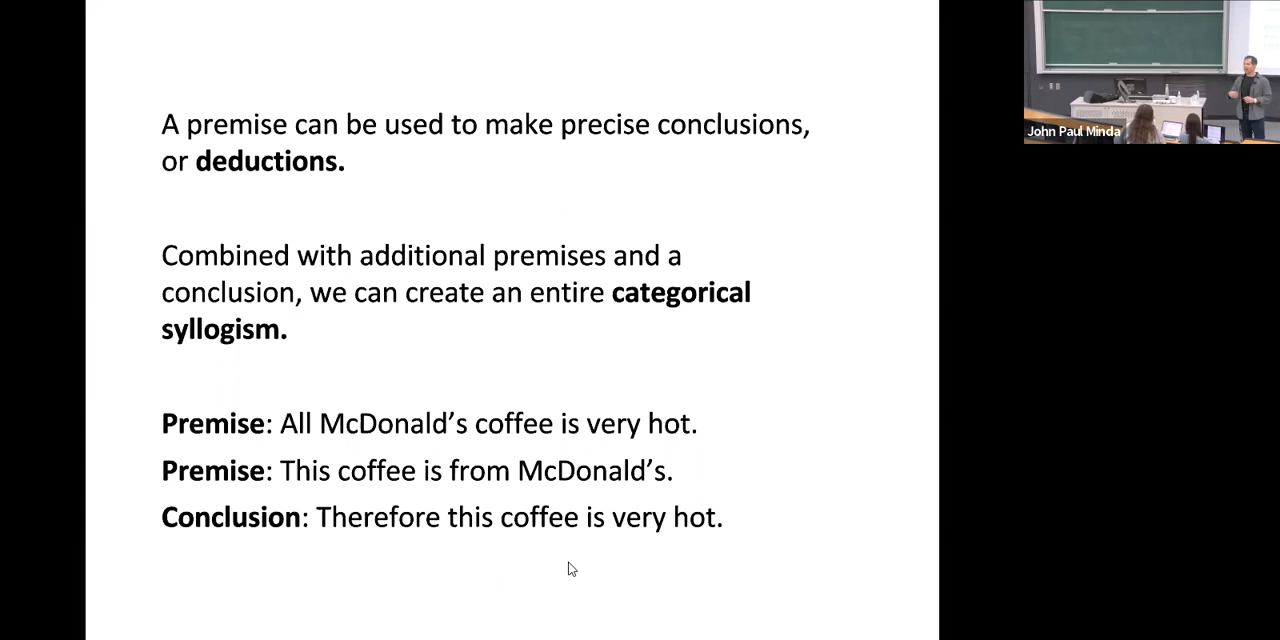 A premise can be used to make precise conclusions,
or deductions.
Combined with additional premises and a
conclusion, we can create an entire categorical
syllogism.
Premise: All McDonald’s coffee is very hot.
Premise: This coffee is from McDonald’s.
Conclusion: Therefore this coffee is very hot.
John Paul Minda